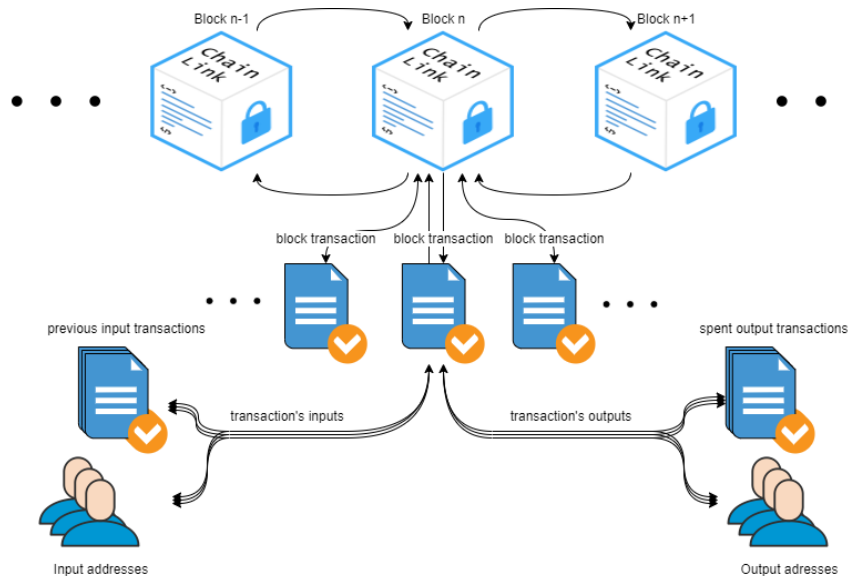 Block n-1
Block n
Block n+1
Chain
Link
Chain
Link
Chain
Link
<~>
</>
<~>
</>
<~>
</>
block transaction
block transaction
block transaction
previous input transactions
spent output transactions
transaction's inputs
transaction's outputs
Input addresses
Output adresses